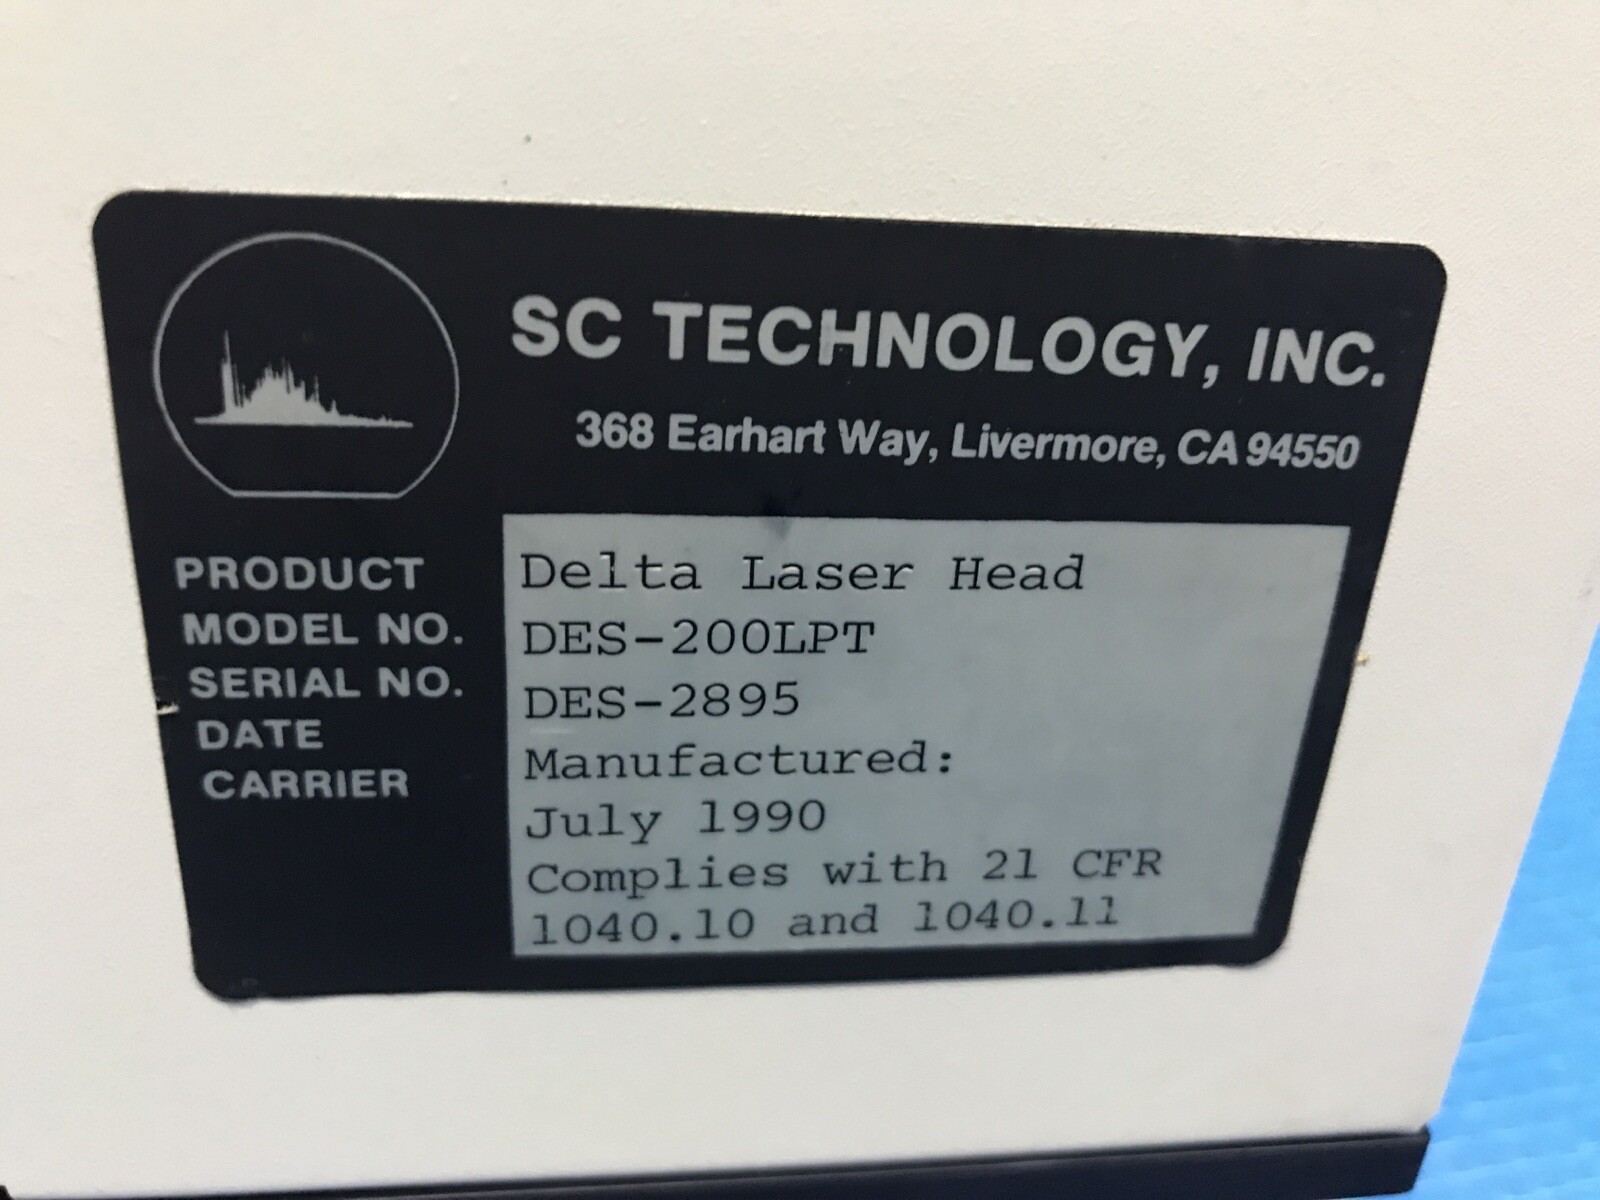 SC TECHNOLOGY, INC.
368 Earhart Way, Livermore, CA 94550
PRODUCT Delta Laser Head
MODEL NO. DES-200LPT
SERIAL NO. DES-2895
DATE Manufactured:
CARRIER July 1990
Complies with 21 CFR
1040.10 and 1040.11